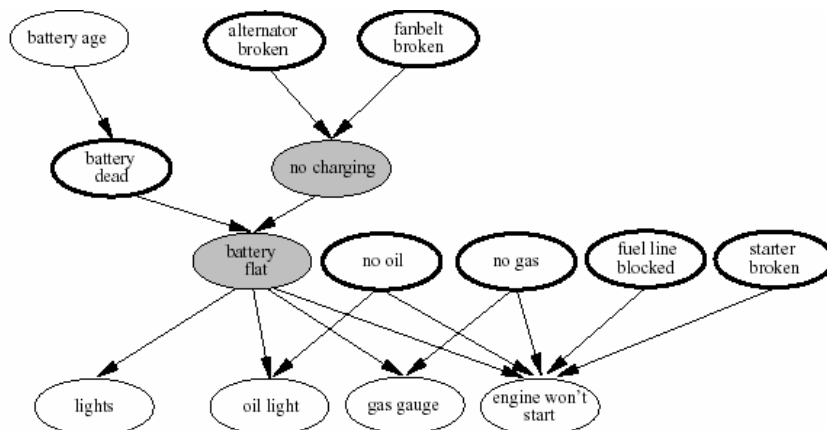 battery age
alternator
broken
fanbelt
broken
battery
dead
no charging
battery
flat
no oil
no gas
fuel line
blocked
starter
broken
lights
oil light
gas gauge
engine won't
start